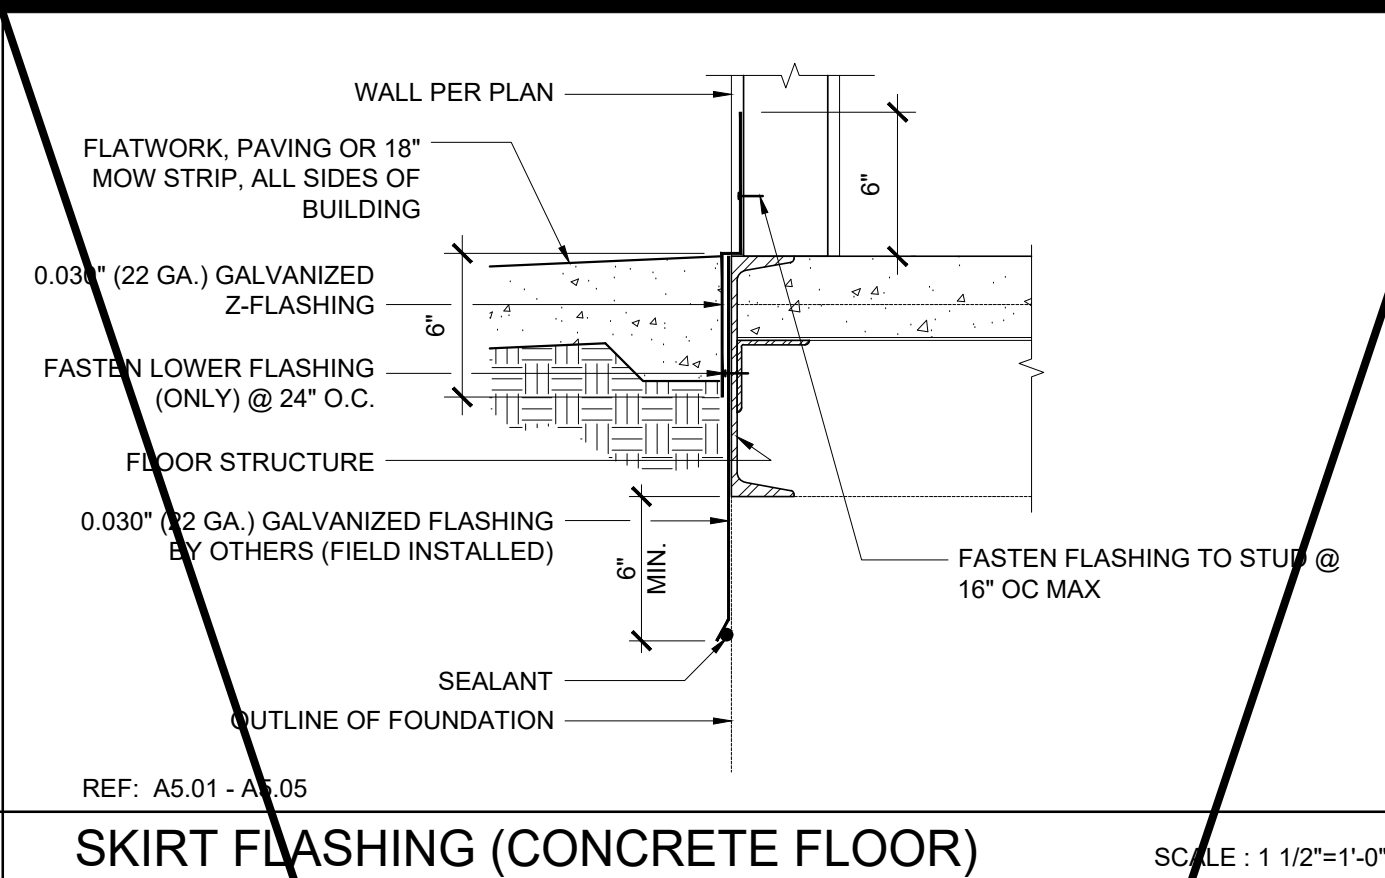 WALL PER PLAN
FLATWORK, PAVING OR 18"
MOW STRIP, ALL SIDES OF
BUILDING
6"
0.030" (22 GA.) GALVANIZED
Z-FLASHING
6"
FASTEN LOWER FLASHING
(ONLY) @ 24" O.C.
FLOOR STRUCTURE
0.030" (22 GA.) GALVANIZED FLASHING
BY OTHERS (FIELD INSTALLED)
6"
MIN.
FASTEN FLASHING TO STUD @
16" OC MAX
SEALANT
OUTLINE OF FOUNDATION
REF: A5.01 - A5.05
SKIRT FLASHING (CONCRETE FLOOR)
SCALE : 1 1/2"=1'-0"